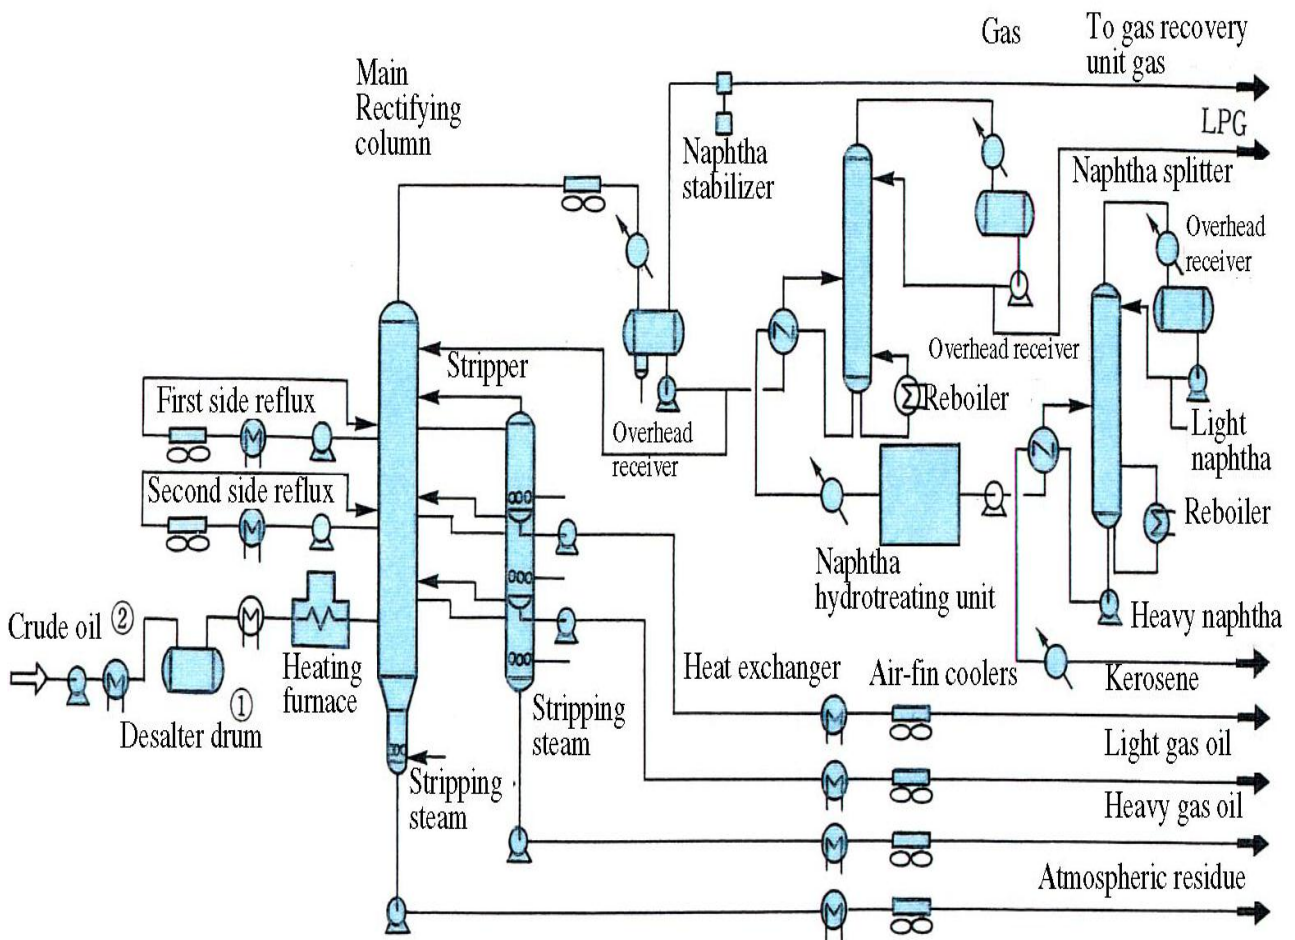 Gas
To gas recovery
unit gas
Main
Rectifying
column
LPG
Naphtha
stabilizer
Naphtha splitter
Overhead
receiver
Stripper
Overhead receiver
First side reflux
Reboiler
Overhead
receiver
Light
naphtha
Second side reflux
Reboiler
Naphtha
hydrotreating unit
Crude oil ②
Heavy naphtha
Heating
furnace
Heat exchanger
Air-fin coolers
Kerosene
①
Desalter drum
Stripping
steam
Light gas oil
Stripping
steam
Heavy gas oil
Atmospheric residue